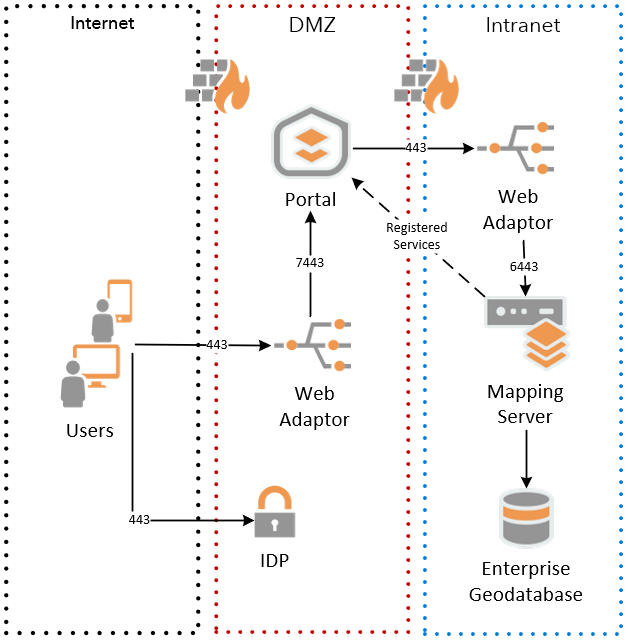 Internet
DMZ
Intranet
443
Portal
Web
Adaptor
Registered
Services
7443
6443
443
Web
Adaptor
Mapping
Server
Users
443
IDP
Enterprise
Geodatabase